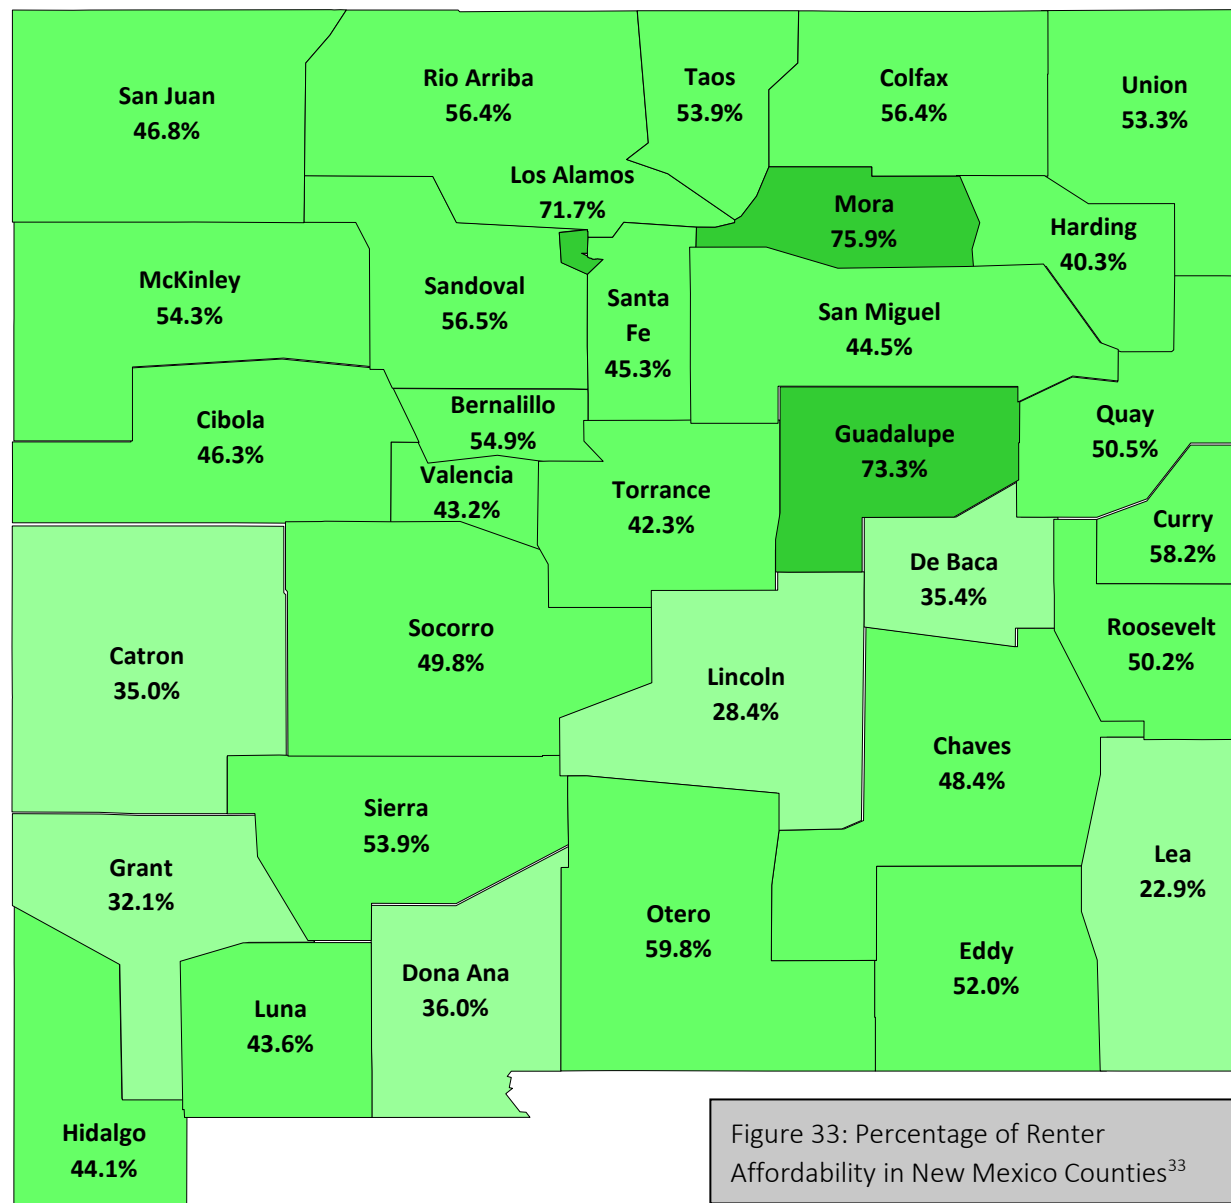 San Juan
46.8%
Rio Arriba
56.4%
Taos
53.9%
Colfax
56.4%
Union
53.3%
Los Alamos
71.7%
Mora
75.9%
Harding
40.3%
McKinley
54.3%
Sandoval
56.5%
Santa
Fe
45.3%
San Miguel
44.5%
Cibola
46.3%
Bernalillo
54.9%
Guadalupe
73.3%
Quay
50.5%
Valencia
43.2%
Torrance
42.3%
Curry
58.2%
De Baca
35.4%
Roosevelt
50.2%
Catron
35.0%
Socorro
49.8%
Lincoln
28.4%
Chaves
48.4%
Sierra
53.9%
Grant
32.1%
Lea
22.9%
Otero
59.8%
Eddy
52.0%
Dona Ana
36.0%
Luna
43.6%
Hidalgo
44.1%
Figure 33: Percentage of Renter
Affordability in New Mexico Counties³³